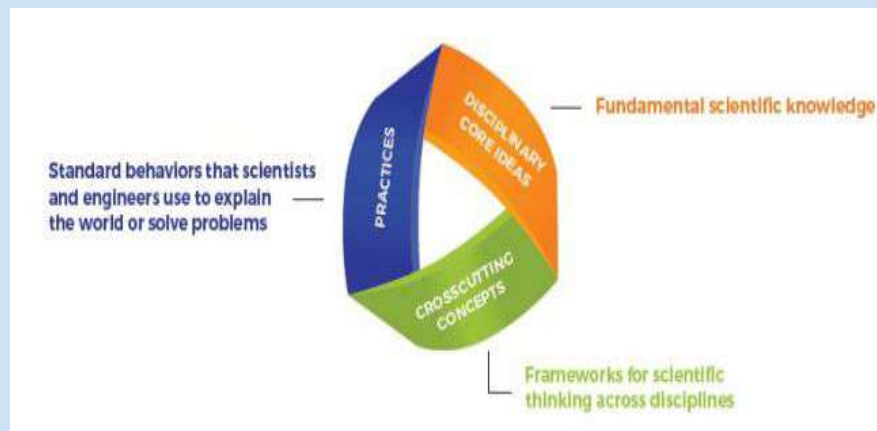 Standard behaviors that scientists
and engineers use to explain
the world or solve problems
PRACTICES
DISCIPLINARY
CORE IDEAS
Fundamental scientific knowledge
CROSSCUTTING
CONCEPTS
Frameworks for scientific
thinking across disciplines